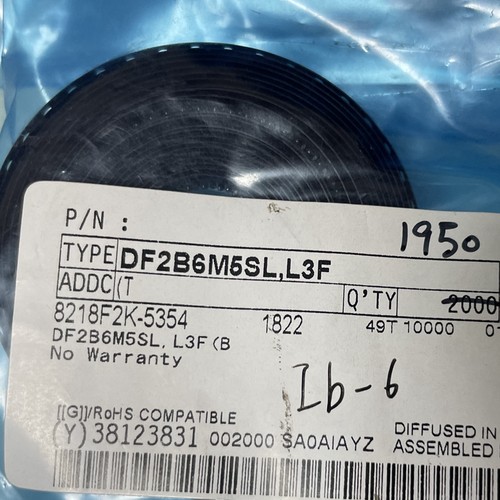 P/N :
1950
TYPE DF2B6M5SL,L3F
ADDC (T
Q'TY 2000
8218F2K-5354 1822 49T 10000 0
DF2B6M5SL, L3F (B
No Warranty
Ib-6
[[G]]/RoHS COMPATIBLE
DIFFUSED IN
(Y)38123831 002000 SA0AIAYZ ASSEMBLED